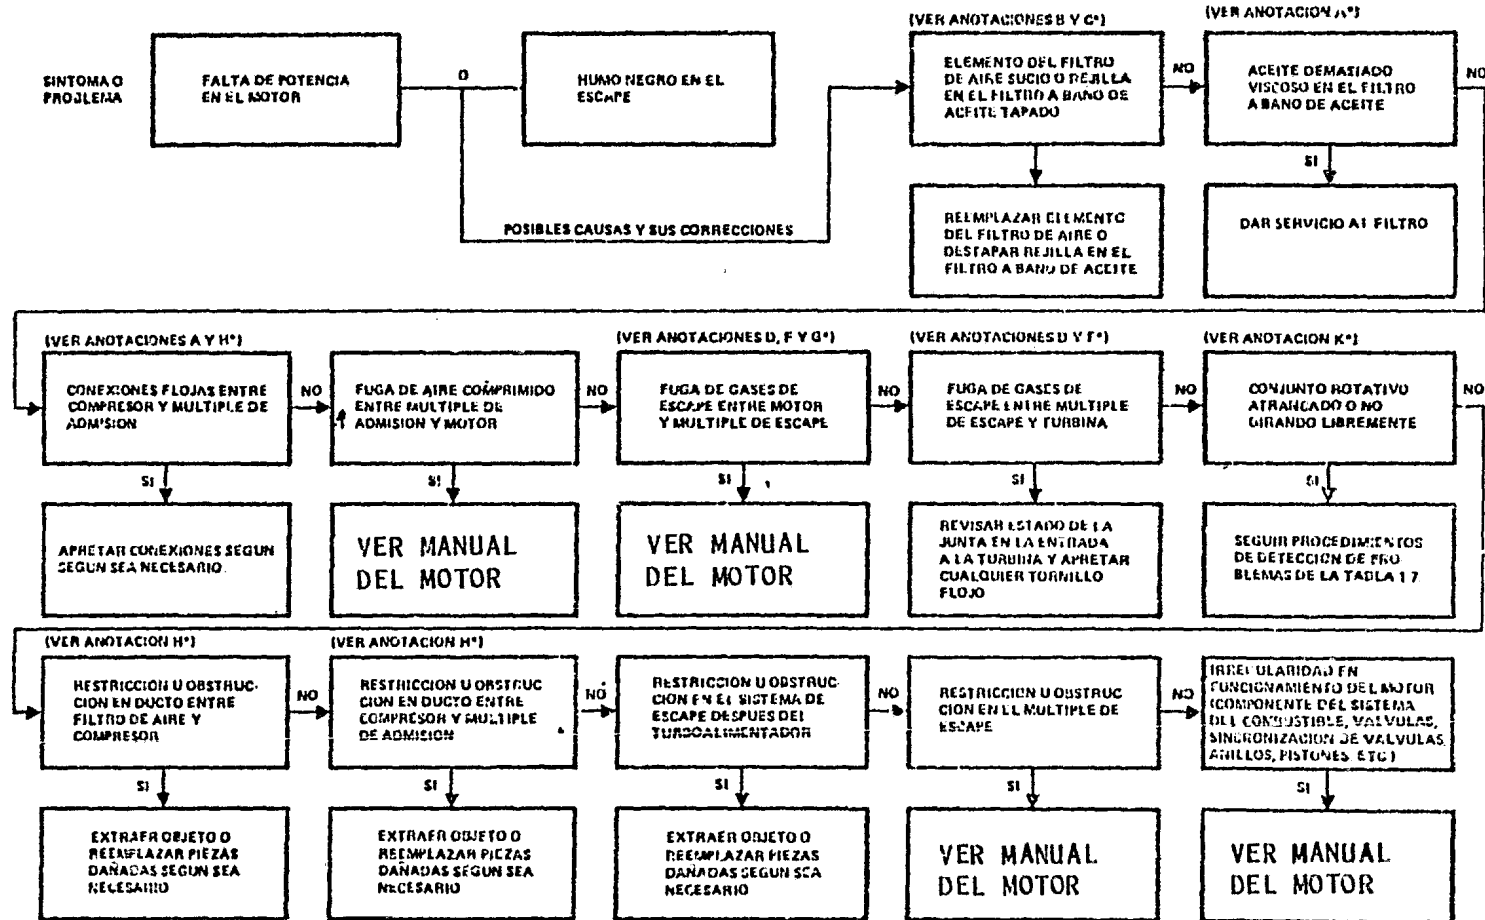 (VER ANOTACIONES B Y C*)
(VER ANOTACION A*)
SINTOMA O
PROBLEMA
FALTA DE POTENCIA
EN EL MOTOR
O
HUMO NEGRO EN EL
ESCAPE
ELEMENTO DEL FILTRO
DE AIRE SUCIO O REJILLA
EN EL FILTRO A BANO DE
ACEITE TAPADO
NO
ACEITE DEMASIADO
VISCOSO EN EL FILTRO
A BANO DE ACEITE
NO
SI
POSIBLES CAUSAS Y SUS CORRECCIONES
REEMPLAZAR ELEMENTO
DEL FILTRO DE AIRE O
DESTAPAR REJILLA EN EL
FILTRO A BANO DE ACEITE
DAR SERVICIO AL FILTRO
(VER ANOTACIONES A Y H*)
(VER ANOTACIONES D, F Y G*)
(VER ANOTACIONES D Y F*)
(VER ANOTACION K*)
CONEXIONES FLOJAS ENTRE
COMPRESOR Y MULTIPLE DE
ADMISION
NO
FUGA DE AIRE COMPRIMIDO
ENTRE MULTIPLE DE
ADMISION Y MOTOR
NO
FUGA DE GASES DE
ESCAPE ENTRE MOTOR
Y MULTIPLE DE ESCAPE
NO
FUGA DE GASES DE
ESCAPE ENTRE MULTIPLE
DE ESCAPE Y TURBINA
NO
CONJUNTO ROTATIVO
ATRANCADO O NO
GIRANDO LIBREMENTE
NO
SI
SI
SI
SI
SI
APRETAR CONEXIONES SEGUN
SEGUN SEA NECESARIO.
VER MANUAL
DEL MOTOR
VER MANUAL
DEL MOTOR
REVISAR ESTADO DE LA
JUNTA EN LA ENTRADA
A LA TURBINA Y APRETAR
CUALQUIER TORNILLO
FLOJO
SEGUIR PROCEDIMIENTOS
DE DETECCION DE PRO
BLEMAS DE LA TABLA 1 7
(VER ANOTACION H*)
(VER ANOTACION H*)
RESTRICCION U OBSTRUC-
CION EN DUCTO ENTRE
FILTRO DE AIRE Y
COMPRESOR
NO
RESTRICCION U OBSTRUC
CION EN DUCTO ENTRE
COMPRESOR Y MULTIPLE
DE ADMISION
NO
RESTRICCION U OBSTRUC
CION EN EL SISTEMA DE
ESCAPE DESPUES DEL
TURBOALIMENTADOR
NO
RESTRICCION U OBSTRUC
CION EN EL MULTIPLE DE
ESCAPE
NO
IRREGULARIDAD EN
FUNCIONAMIENTO DEL MOTOR
(COMPONENTE DEL SISTEMA
DEL COMBUSTIBLE, VALVULAS,
SINCRONIZACION DE VALVULAS,
ANILLOS, PISTONES, ETC)
SI
SI
SI
SI
SI
EXTRAER OBJETO O
REEMPLAZAR PIEZAS
DAÑADAS SEGUN SEA
NECESARIO
EXTRAER OBJETO O
REEMPLAZAR PIEZAS
DAÑADAS SEGUN SEA
NECESARIO
EXTRAER OBJETO O
REEMPLAZAR PIEZAS
DAÑADAS SEGUN SEA
NECESARIO
VER MANUAL
DEL MOTOR
VER MANUAL
DEL MOTOR